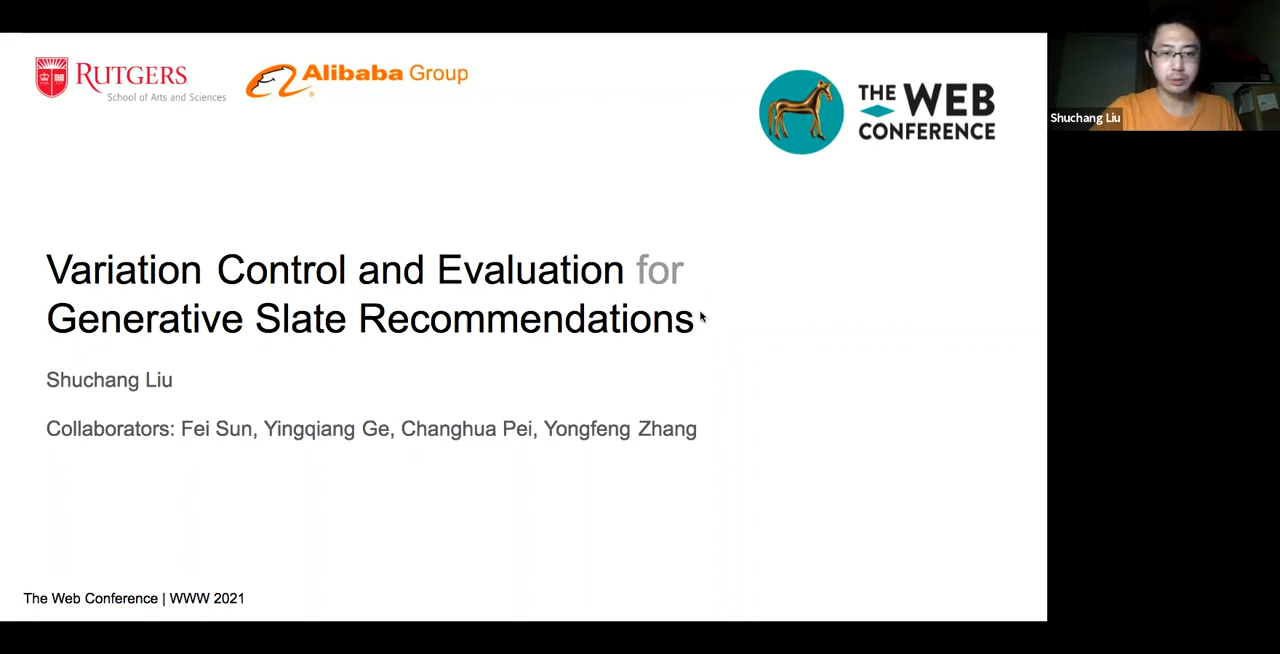 RUTGERS
School of Arts and Sciences
Alibaba Group
THE WEB
CONFERENCE
Shuchang Liu
Variation Control and Evaluation for
Generative Slate Recommendations
Shuchang Liu
Collaborators: Fei Sun, Yingqiang Ge, Changhua Pei, Yongfeng Zhang
The Web Conference | WWW 2021